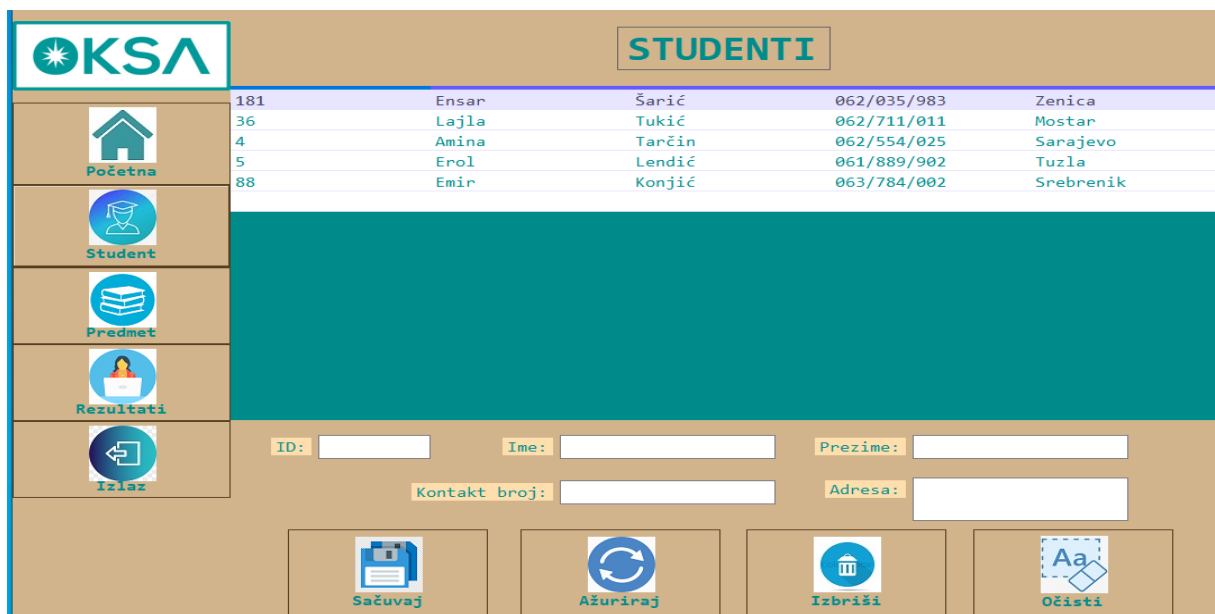 OKSA
STUDENTI
181 Ensar Šarić 062/035/983 Zenica
36 Lajla Tukić 062/711/011 Mostar
4 Amina Tarčin 062/554/025 Sarajevo
5 Erol Lendić 061/889/902 Tuzla
88 Emir Konjić 063/784/002 Srebrenik
Početna
Student
Predmet
Rezultati
Izlaz
ID: Ime: Prezime:
Kontakt broj: Adresa:
Aa
Sačuvaj Ažuriraj Izbriši Očisti